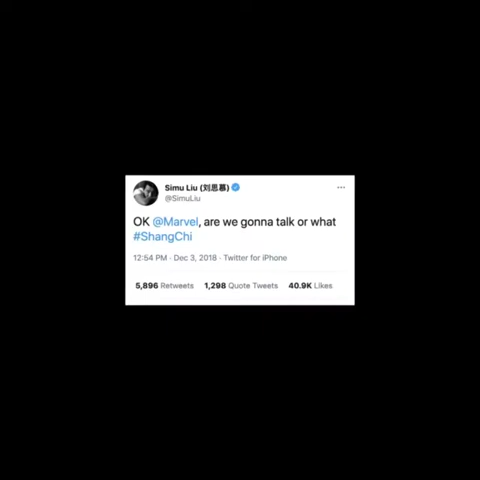 Simu Liu (刘思慕)
@SimuLiu
OK @Marvel, are we gonna talk or what
#ShangChi
12:54 PM · Dec 3, 2018 · Twitter for iPhone
5,896 Retweets 1,298 Quote Tweets 40.9K Likes